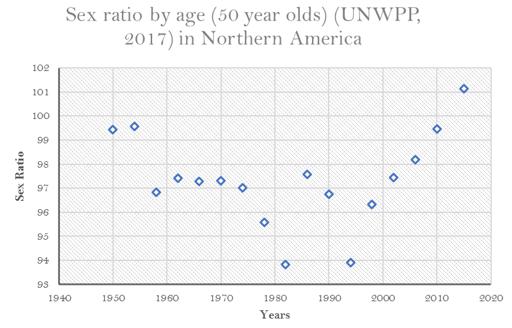 Sex ratio by age (50 year olds) (UNWPP,
2017) in Northern America
102
101
100
99
98
97
96
95
94
93
Sex Ratio
1940 1950 1960 1970 1980 1990 2000 2010 2020
Years